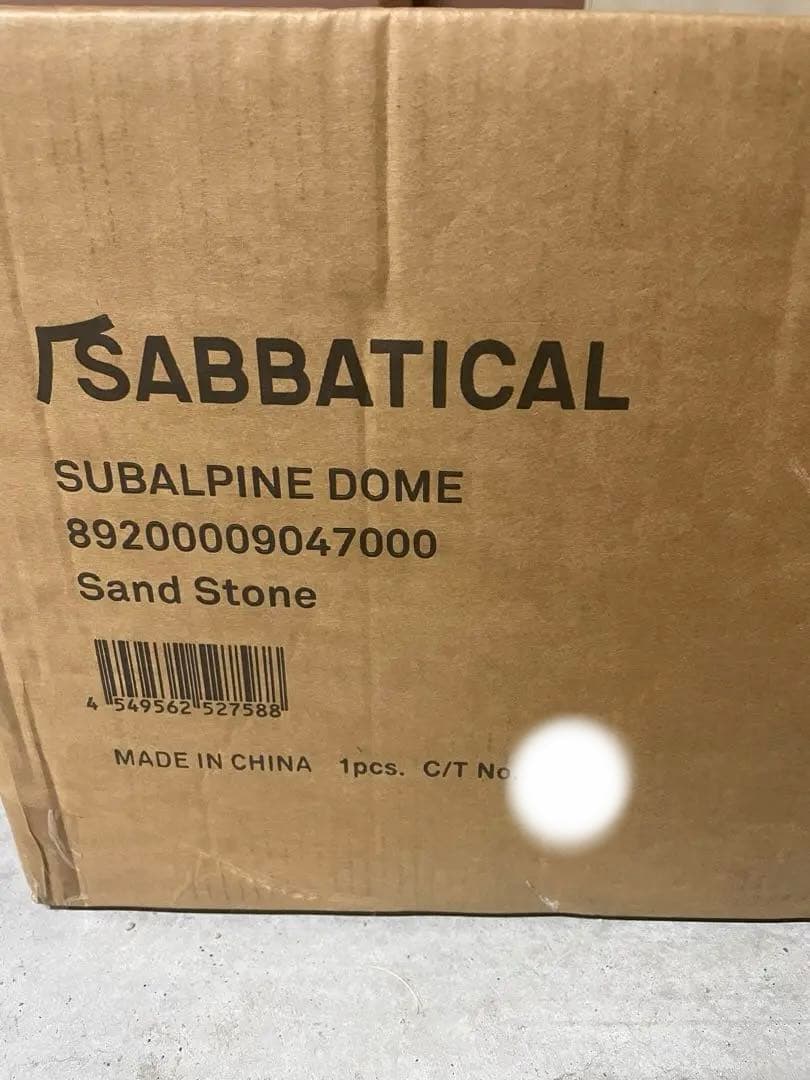 SABBATICAL
SUBALPINE DOME
89200009047000
Sand Stone
4 549562 527588
MADE IN CHINA 1pcs. C/T No.